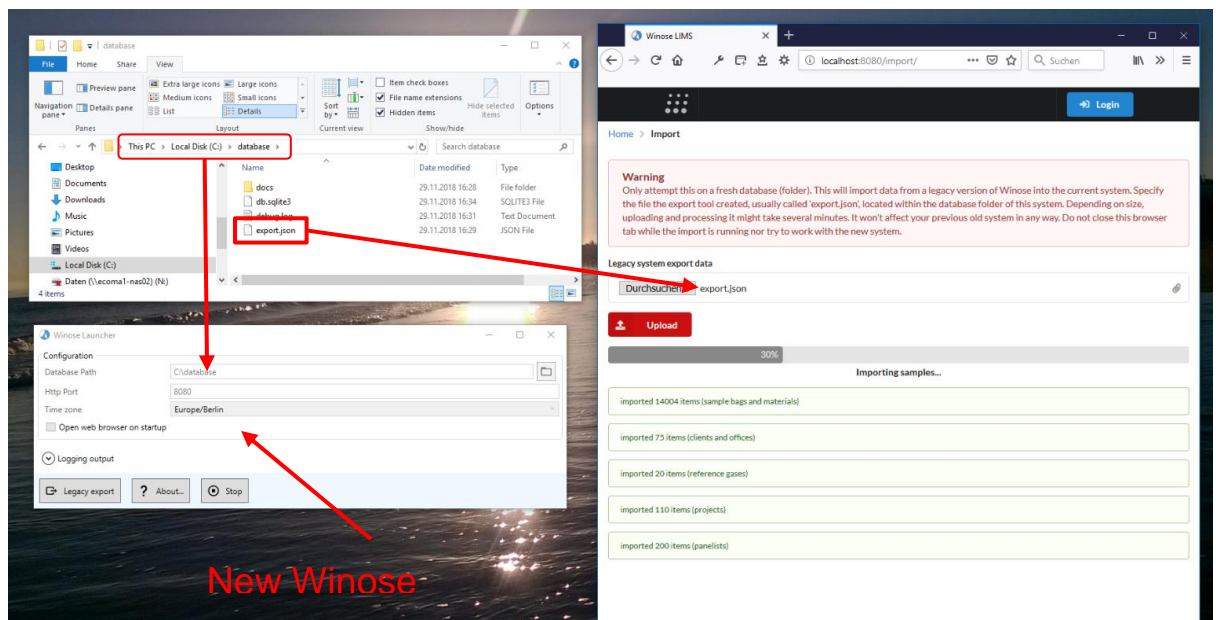 database
File Home Share View
Navigation pane
Preview pane
Details pane
Panes
Extra large icons Large icons
Medium icons Small icons
List Details
Layout
Sort by
Current view
Item check boxes
File name extensions
Hidden items
Hide selected items
Show/hide
Options
This PC > Local Disk (C:) > database >
Search database
Desktop
Documents
Downloads
Music
Pictures
Videos
Local Disk (C:)
Daten (\\ecoma1-nas02) (N:)
Name Date modified Type
docs 29.11.2018 16:28 File folder
db.sqlite3 29.11.2018 16:34 SQLITE3 File
debug.log 29.11.2018 16:31 Text Document
export.json 29.11.2018 16:29 JSON File
4 items
Winose Launcher
Configuration
Database Path C:\database
Http Port 8080
Time zone Europe/Berlin
Open web browser on startup
Logging output
Legacy export ? About... Stop
New Winose
Winose LIMS
localhost:8080/import/ Suchen
Login
Home > Import
Warning
Only attempt this on a fresh database (folder). This will import data from a legacy version of Winose into the current system. Specify
the file the export tool created, usually called 'export.json', located within the database folder of this system. Depending on size,
uploading and processing it might take several minutes. It won't affect your previous old system in any way. Do not close this browser
tab while the import is running nor try to work with the new system.
Legacy system export data
Durchsuchen... export.json
Upload
30%
Importing samples...
imported 14004 items (sample bags and materials)
imported 75 items (clients and offices)
imported 20 items (reference gases)
imported 110 items (projects)
imported 200 items (panelists)